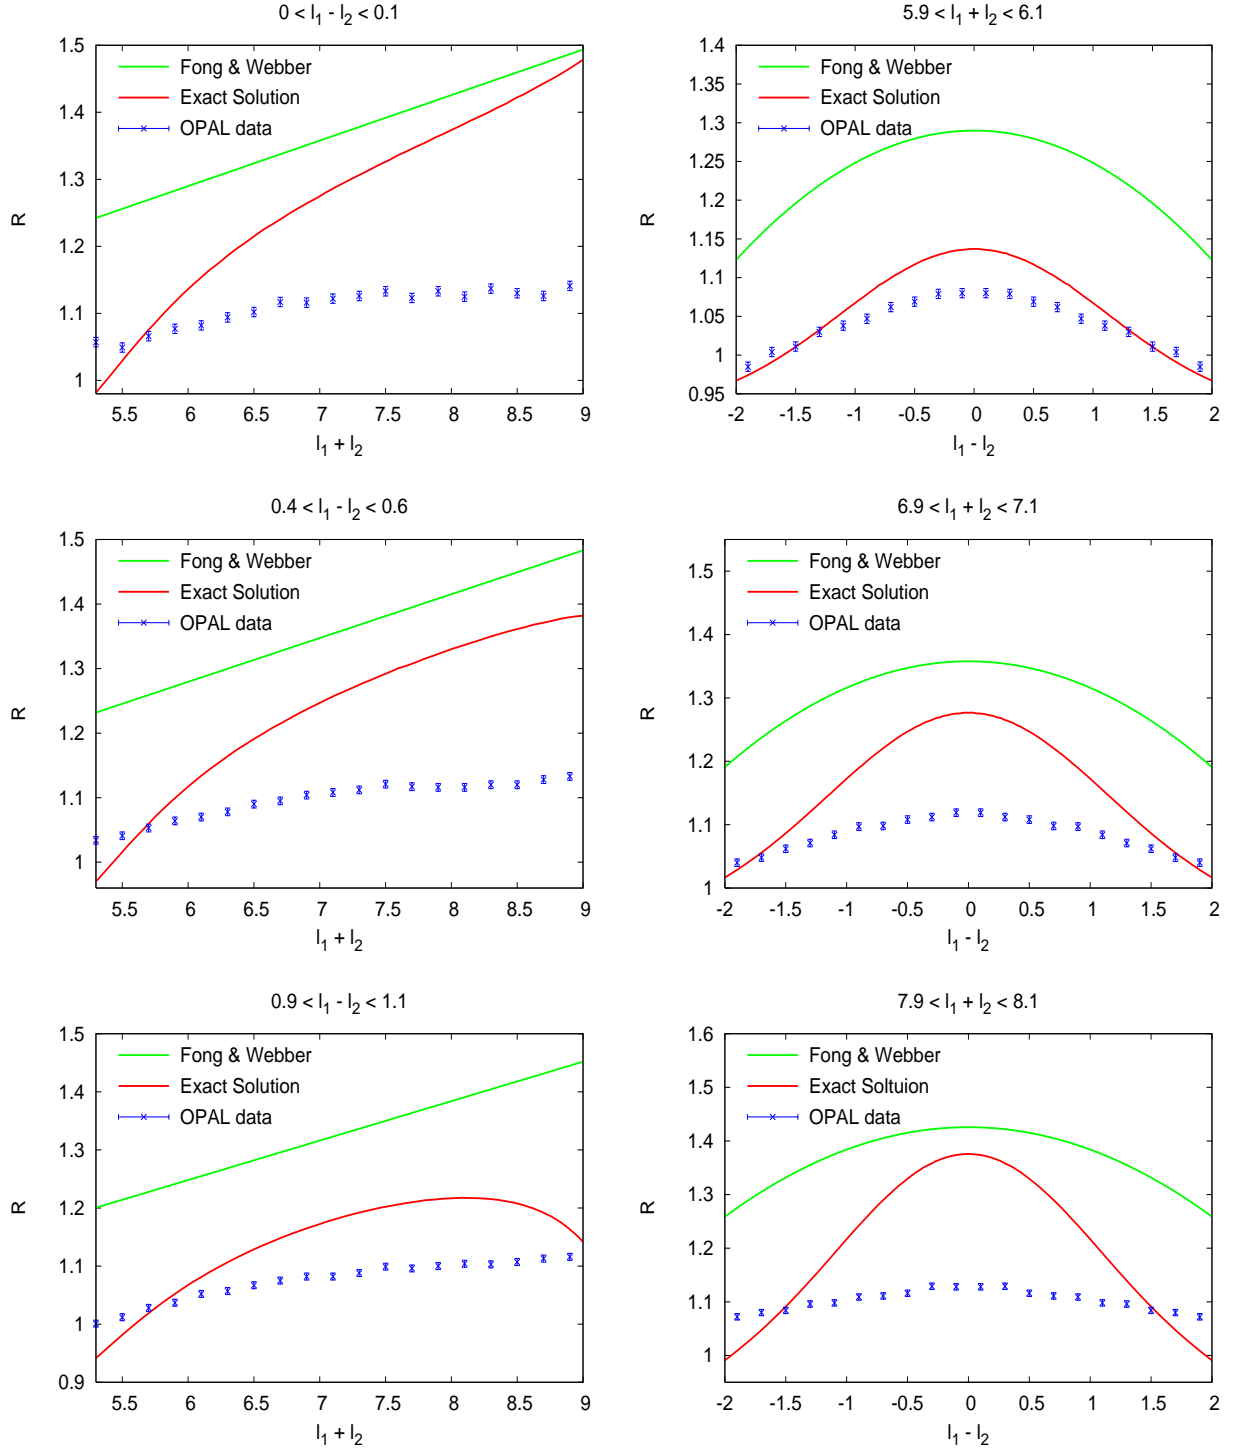 0 < l1 - l2 < 0.1
1.5
1.4
1.3
1.2
1.1
1
R
Fong & Webber
Exact Solution
OPAL data
5.5 6 6.5 7 7.5 8 8.5 9
l1 + l2
5.9 < l1 + l2 < 6.1
1.4
1.35
1.3
1.25
1.2
1.15
1.1
1.05
1
0.95
R
Fong & Webber
Exact Solution
OPAL data
-2 -1.5 -1 -0.5 0 0.5 1 1.5 2
l1 - l2
0.4 < l1 - l2 < 0.6
1.5
1.4
1.3
1.2
1.1
1
R
Fong & Webber
Exact Solution
OPAL data
5.5 6 6.5 7 7.5 8 8.5 9
l1 + l2
6.9 < l1 + l2 < 7.1
1.5
1.4
1.3
1.2
1.1
1
R
Fong & Webber
Exact Solution
OPAL data
-2 -1.5 -1 -0.5 0 0.5 1 1.5 2
l1 - l2
0.9 < l1 - l2 < 1.1
1.5
1.4
1.3
1.2
1.1
1
0.9
R
Fong & Webber
Exact Solution
OPAL data
5.5 6 6.5 7 7.5 8 8.5 9
l1 + l2
7.9 < l1 + l2 < 8.1
1.6
1.5
1.4
1.3
1.2
1.1
1
R
Fong & Webber
Exact Soltuion
OPAL data
-2 -1.5 -1 -0.5 0 0.5 1 1.5 2
l1 - l2